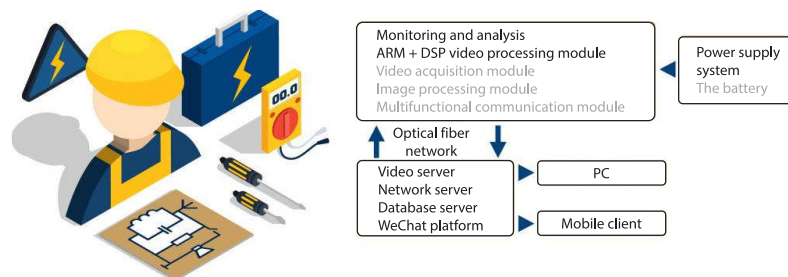 00.0
Monitoring and analysis
ARM + DSP video processing module
Video acquisition module
Image processing module
Multifunctional communication module
Power supply
system
The battery
Optical fiber
network
Video server
Network server
Database server
WeChat platform
PC
Mobile client